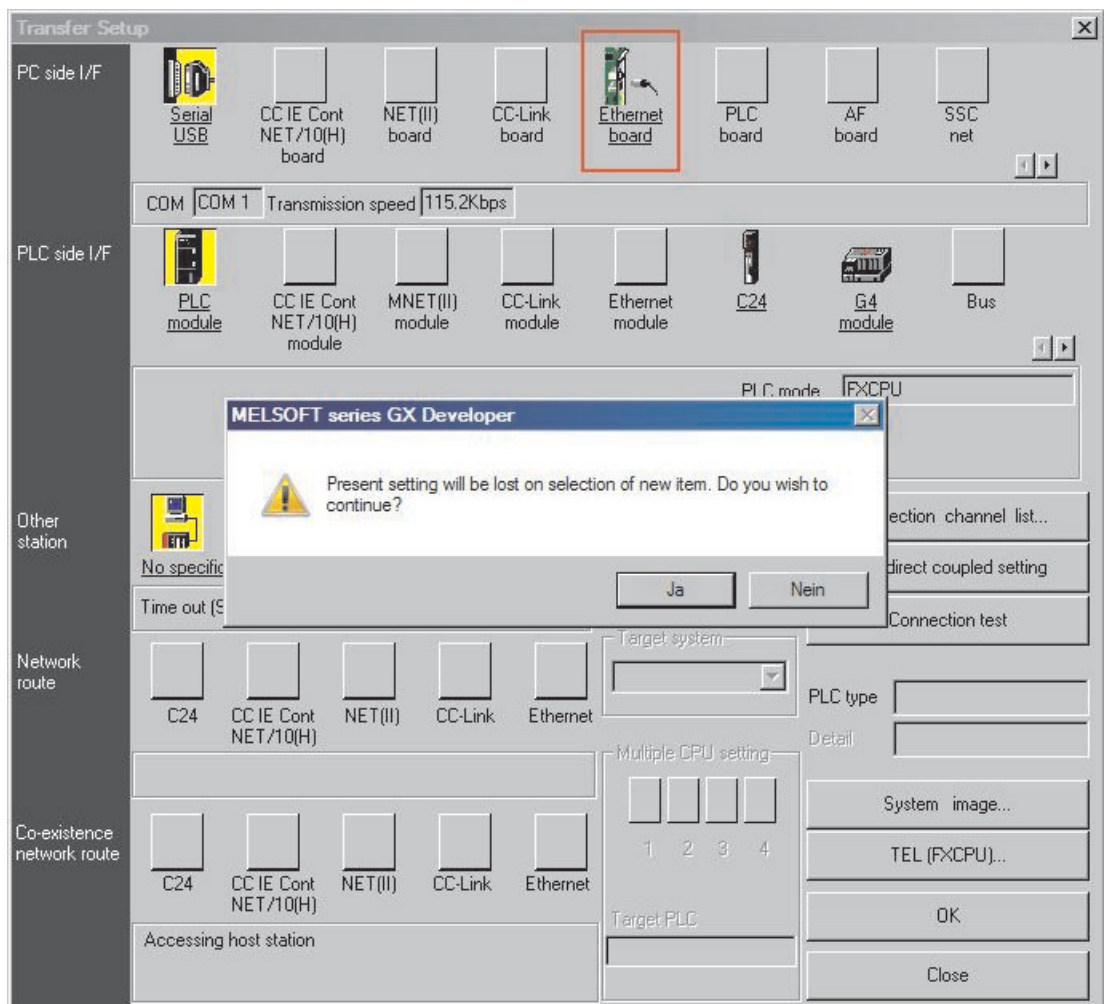 Transfer Setup
PC side I/F
Serial
USB
CC IE Cont
NET/10(H)
board
NET(II)
board
CC-Link
board
Ethernet
board
PLC
board
AF
board
SSC
net
COM COM 1 Transmission speed 115.2Kbps
PLC side I/F
PLC
module
CC IE Cont
NET/10(H)
module
MNET(II)
module
CC-Link
module
Ethernet
module
C24
G4
module
Bus
PLC mode FXCPU
MELSOFT series GX Developer
Present setting will be lost on selection of new item. Do you wish to
continue?
Ja
Nein
Other
station
No specific
Time out (S
ection channel list...
direct coupled setting
Connection test
Network
route
C24
CC IE Cont
NET/10(H)
NET(II)
CC-Link
Ethernet
Target system
PLC type
Detail
Multiple CPU setting
1 2 3 4
Target PLC
Co-existence
network route
C24
CC IE Cont
NET/10(H)
NET(II)
CC-Link
Ethernet
Accessing host station
System image...
TEL (FXCPU)...
OK
Close